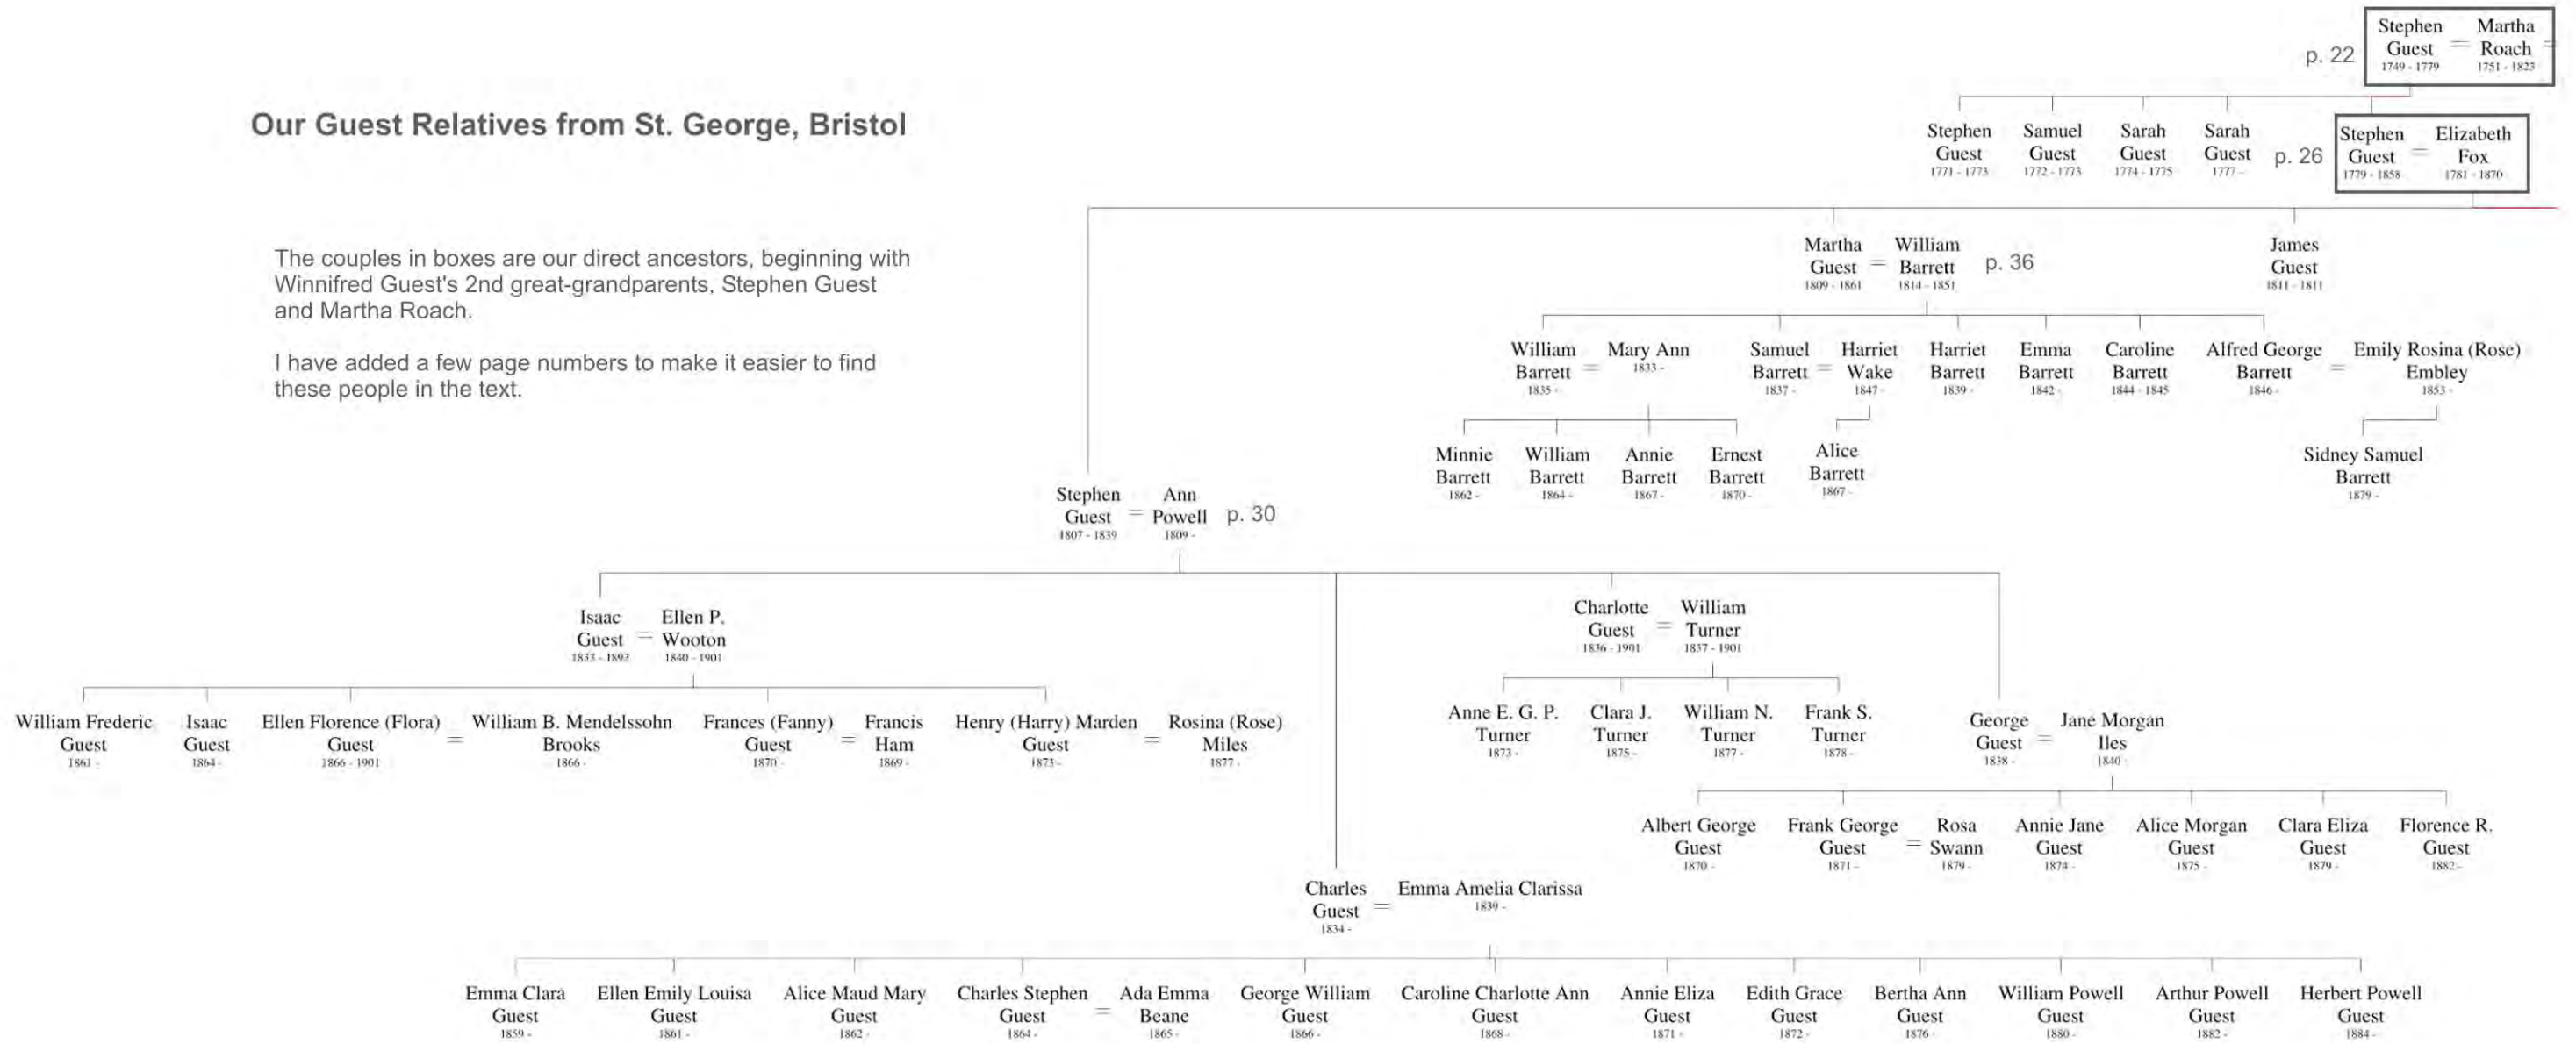 Our Guest Relatives from St. George, Bristol
The couples in boxes are our direct ancestors, beginning with
Winnifred Guest's 2nd great-grandparents, Stephen Guest
and Martha Roach.
I have added a few page numbers to make it easier to find
these people in the text.
p. 22
Stephen
Guest
1749 - 1779
=
Martha
Roach
1751 - 1823
=
Stephen
Guest
1771 - 1773
Samuel
Guest
1772 - 1773
Sarah
Guest
1774 - 1775
Sarah
Guest
1777 -
p. 26
Stephen
Guest
1779 - 1858
=
Elizabeth
Fox
1781 - 1870
Martha
Guest
1809 - 1861
=
William
Barrett
1814 - 1851
p. 36
James
Guest
1811 - 1811
William
Barrett
1835 -
=
Mary Ann
1833 -
Samuel
Barrett
1837 -
=
Harriet
Wake
1847 -
Harriet
Barrett
1839 -
Emma
Barrett
1842 -
Caroline
Barrett
1844 - 1845
Alfred George
Barrett
1846 -
=
Emily Rosina (Rose)
Embley
1853 -
Minnie
Barrett
1862 -
William
Barrett
1864 -
Annie
Barrett
1867 -
Ernest
Barrett
1870 -
Alice
Barrett
1867 -
Sidney Samuel
Barrett
1879 -
Stephen
Guest
1807 - 1839
=
Ann
Powell
1809 -
p. 30
Isaac
Guest
1833 - 1893
=
Ellen P.
Wooton
1840 - 1901
Charlotte
Guest
1836 - 1901
=
William
Turner
1837 - 1901
William Frederic
Guest
1861 -
Isaac
Guest
1864 -
Ellen Florence (Flora)
Guest
1866 - 1901
=
William B. Mendelssohn
Brooks
1866 -
Frances (Fanny)
Guest
1870 -
=
Francis
Ham
1869 -
Henry (Harry) Marden
Guest
1873 -
=
Rosina (Rose)
Miles
1877 -
Anne E. G. P.
Turner
1873 -
Clara J.
Turner
1875 -
William N.
Turner
1877 -
Frank S.
Turner
1878 -
George
Guest
1838 -
=
Jane Morgan
Iles
1840 -
Albert George
Guest
1870 -
Frank George
Guest
1871 -
=
Rosa
Swann
1879 -
Annie Jane
Guest
1874 -
Alice Morgan
Guest
1875 -
Clara Eliza
Guest
1879 -
Florence R.
Guest
1882 -
Charles
Guest
1834 -
=
Emma Amelia Clarissa
1839 -
Emma Clara
Guest
1859 -
Ellen Emily Louisa
Guest
1861 -
Alice Maud Mary
Guest
1862 -
Charles Stephen
Guest
1864 -
=
Ada Emma
Beane
1865 -
George William
Guest
1866 -
Caroline Charlotte Ann
Guest
1868 -
Annie Eliza
Guest
1871 -
Edith Grace
Guest
1872 -
Bertha Ann
Guest
1876 -
William Powell
Guest
1880 -
Arthur Powell
Guest
1882 -
Herbert Powell
Guest
1884 -